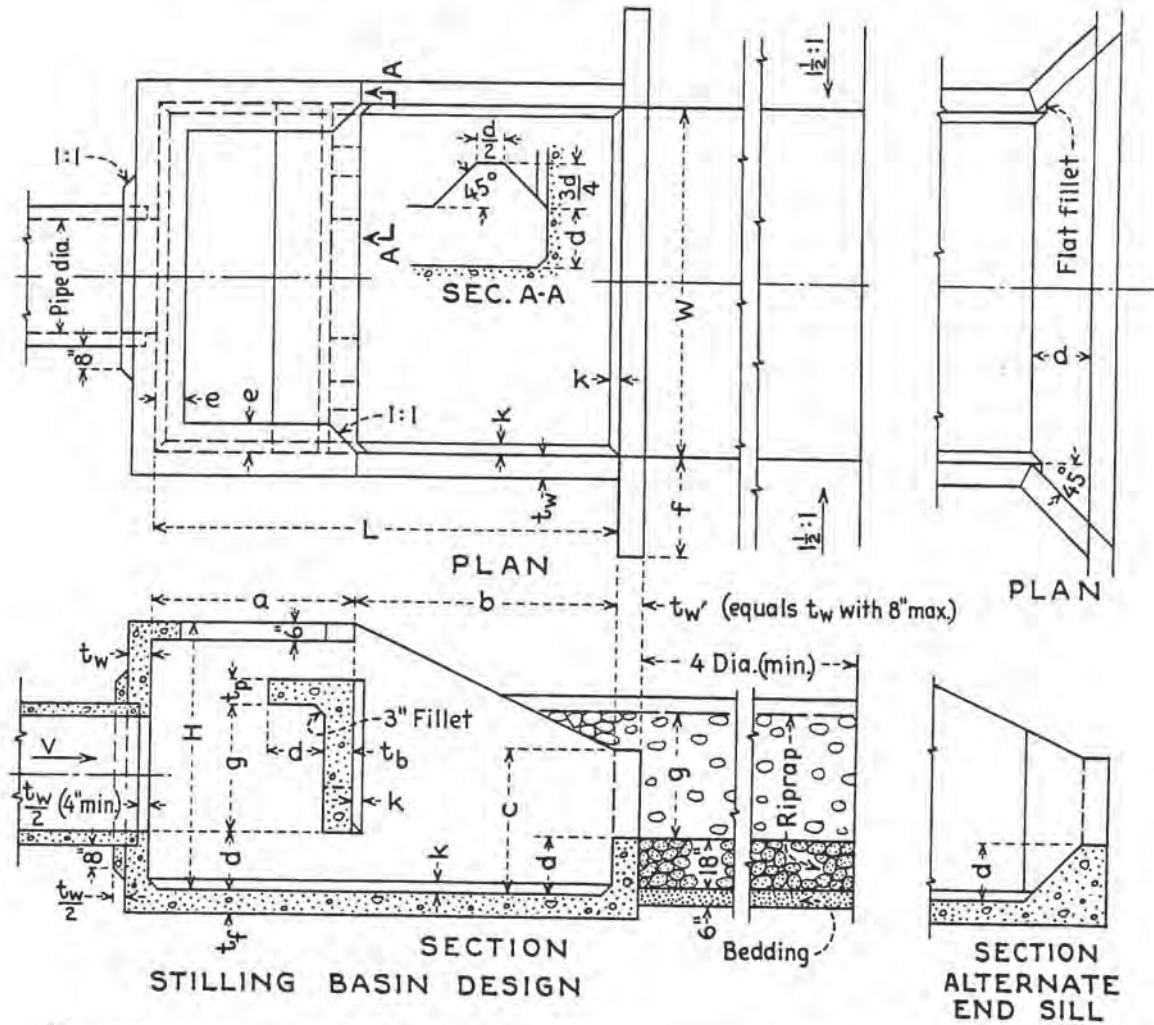 1:1
Pipe dia.
8"
e
e
A
A
a/2
45°
3d/4
d
SEC. A-A
1:1
k
k
tw
W
f
L
1½:1
1½:1
PLAN
Flat fillet
d
8"
45°
PLAN
a
b
tw' (equals tw with 8"max.)
6"
tw
4 Dia.(min.)
H
tp
3" Fillet
g
d
tb
k
V
tw/2 (4"min.)
8"
tw/2
d
k
tf
c
d
g
Riprap
18"
6"
Bedding
d
SECTION
STILLING BASIN DESIGN
SECTION
ALTERNATE
END SILL